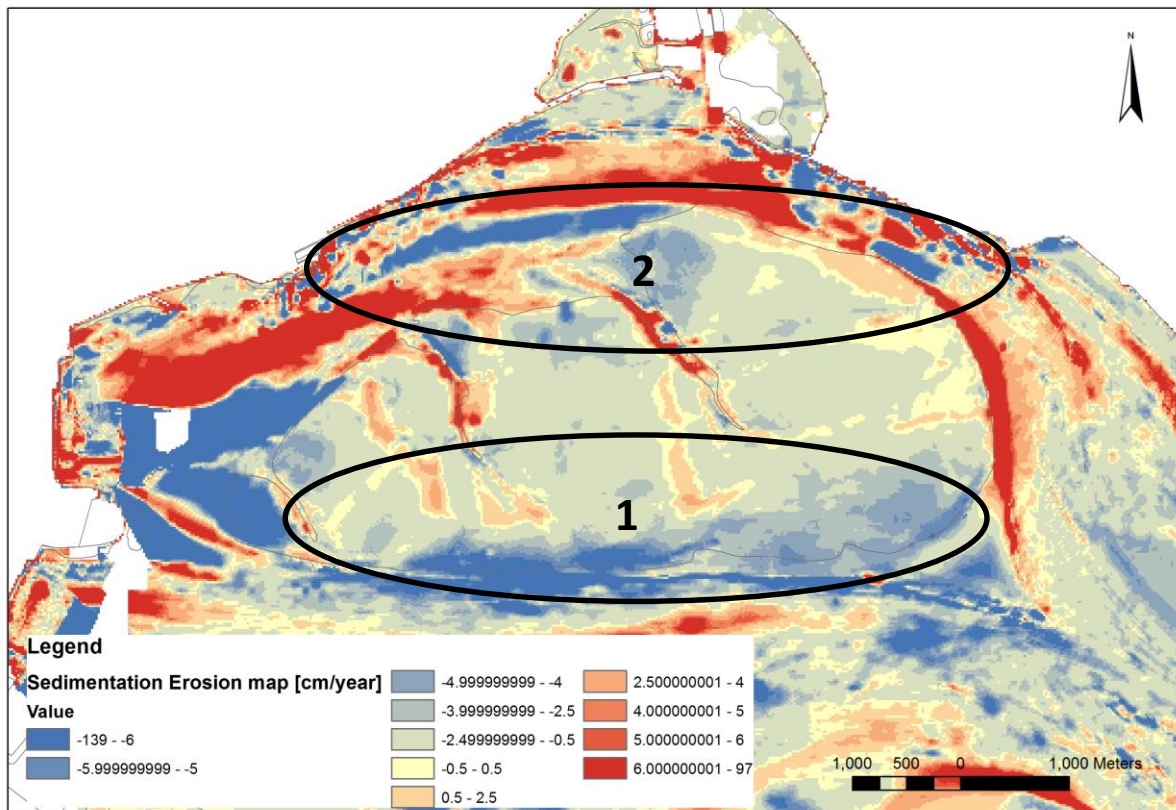 N
2
1
Legend
Sedimentation Erosion map [cm/year]
Value
-139 - -6
-5.999999999 - -5
-4.999999999 - -4
-3.999999999 - -2.5
-2.499999999 - -0.5
-0.5 - 0.5
0.5 - 2.5
2.500000001 - 4
4.000000001 - 5
5.000000001 - 6
6.000000001 - 97
1,000 500 0 1,000 Meters